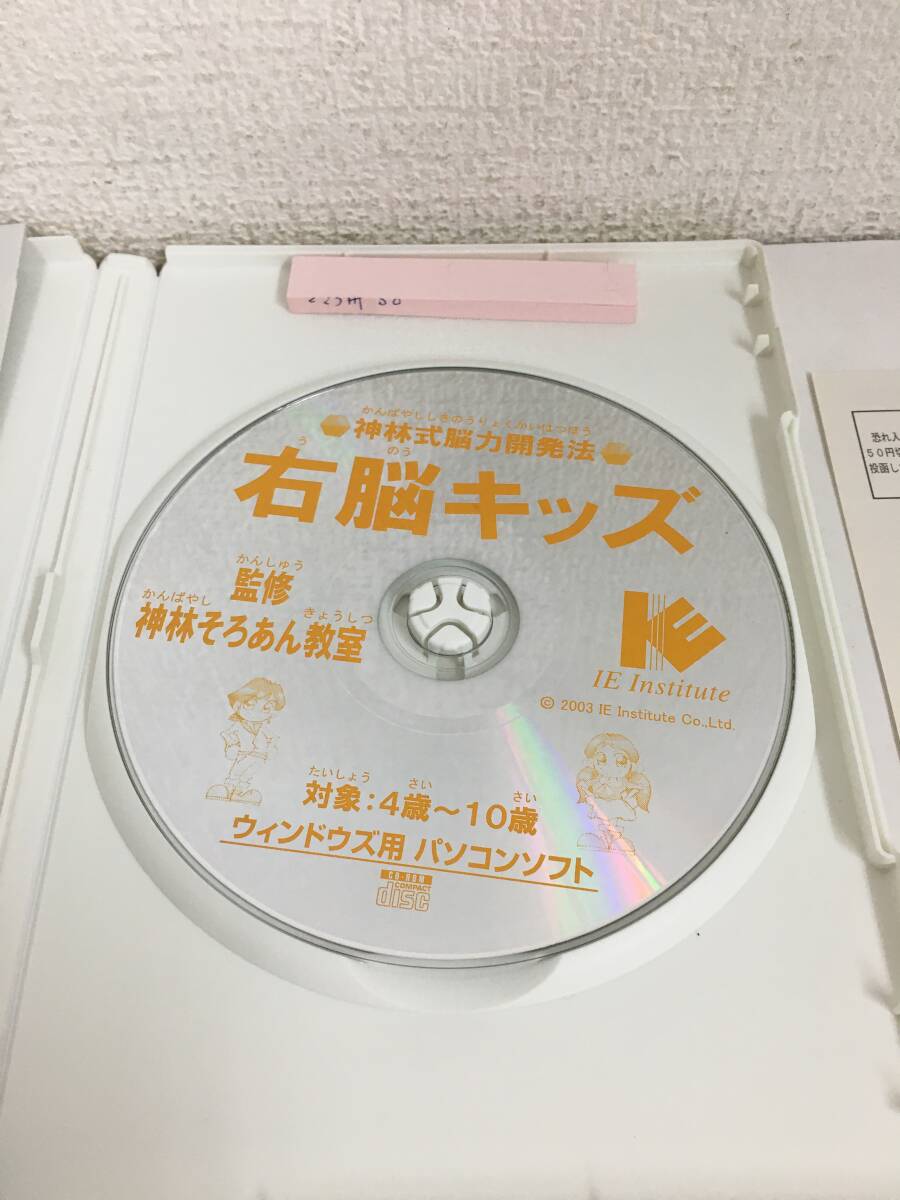 かんばやししきのうりょくかいはつほう
神林式脳力開発法
う のう
右脳キッズ
かんしゅう
監修
かんばやし きょうしつ
神林そろあん教室
IE
IE Institute
© 2003 IE Institute Co.,Ltd.
たいしょう さい さい
対象:4歳～10歳
ウィンドウズ用 パソコンソフト
CD-ROM
COMPACT
disc
恐れ入
50円切
投函し